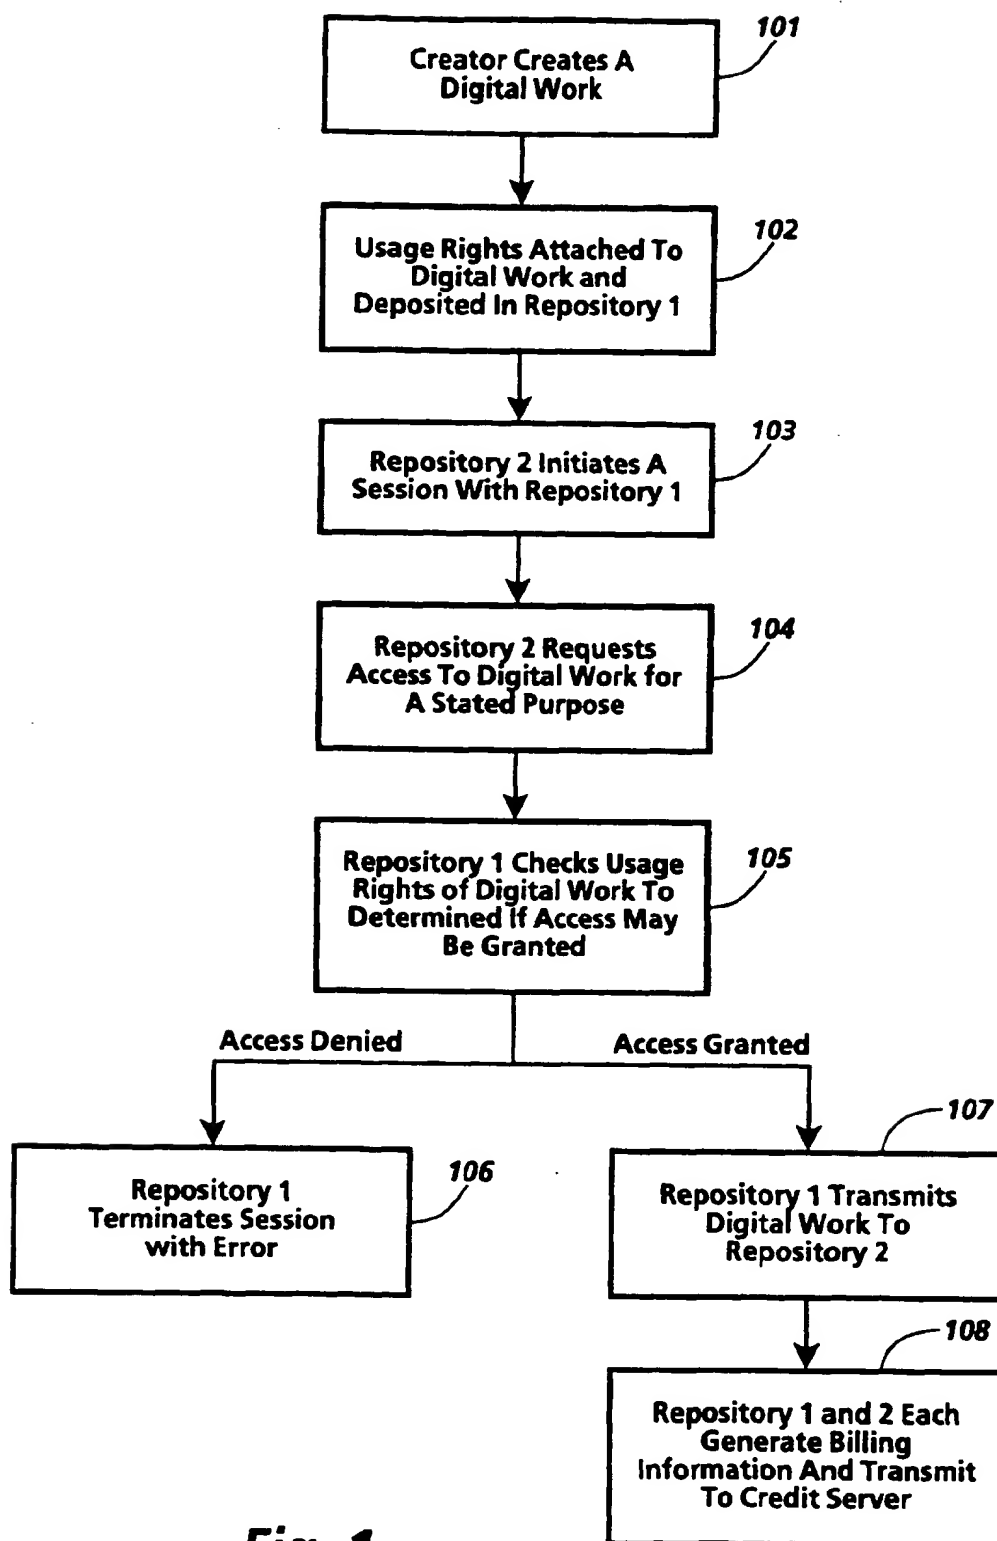 101
Creator Creates A
Digital Work
102
Usage Rights Attached To
Digital Work and
Deposited In Repository 1
103
Repository 2 Initiates A
Session With Repository 1
104
Repository 2 Requests
Access To Digital Work for
A Stated Purpose
105
Repository 1 Checks Usage
Rights of Digital Work To
Determined If Access May
Be Granted
Access Denied
Access Granted
106
Repository 1
Terminates Session
with Error
107
Repository 1 Transmits
Digital Work To
Repository 2
108
Repository 1 and 2 Each
Generate Billing
Information And Transmit
To Credit Server
Fig. 1